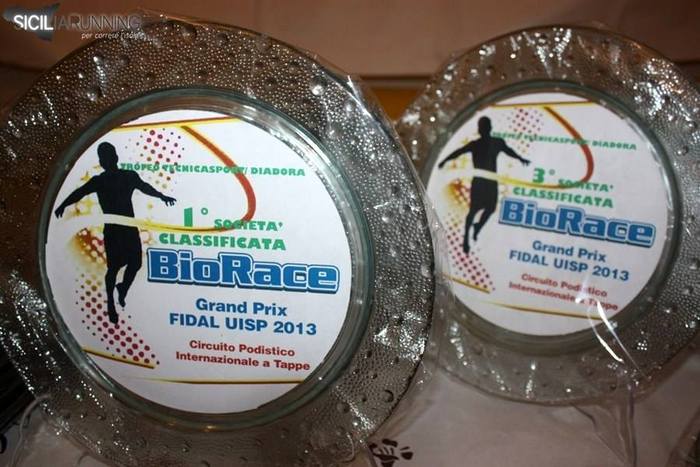 SICILIARUNNING
per correre l'isola
TROFEO TECNICASPORT/ DIADORA
1° SOCIETA'
CLASSIFICATA
BioRace
Grand Prix
FIDAL UISP 2013
Circuito Podistico
Internazionale a Tappe
TROFEO TECNICASPORT/ DIADORA
3° SOCIETA'
CLASSIFICATA
BioRace
Grand Prix
FIDAL UISP 2013
Circuito Podistico
Internazionale a Tappe